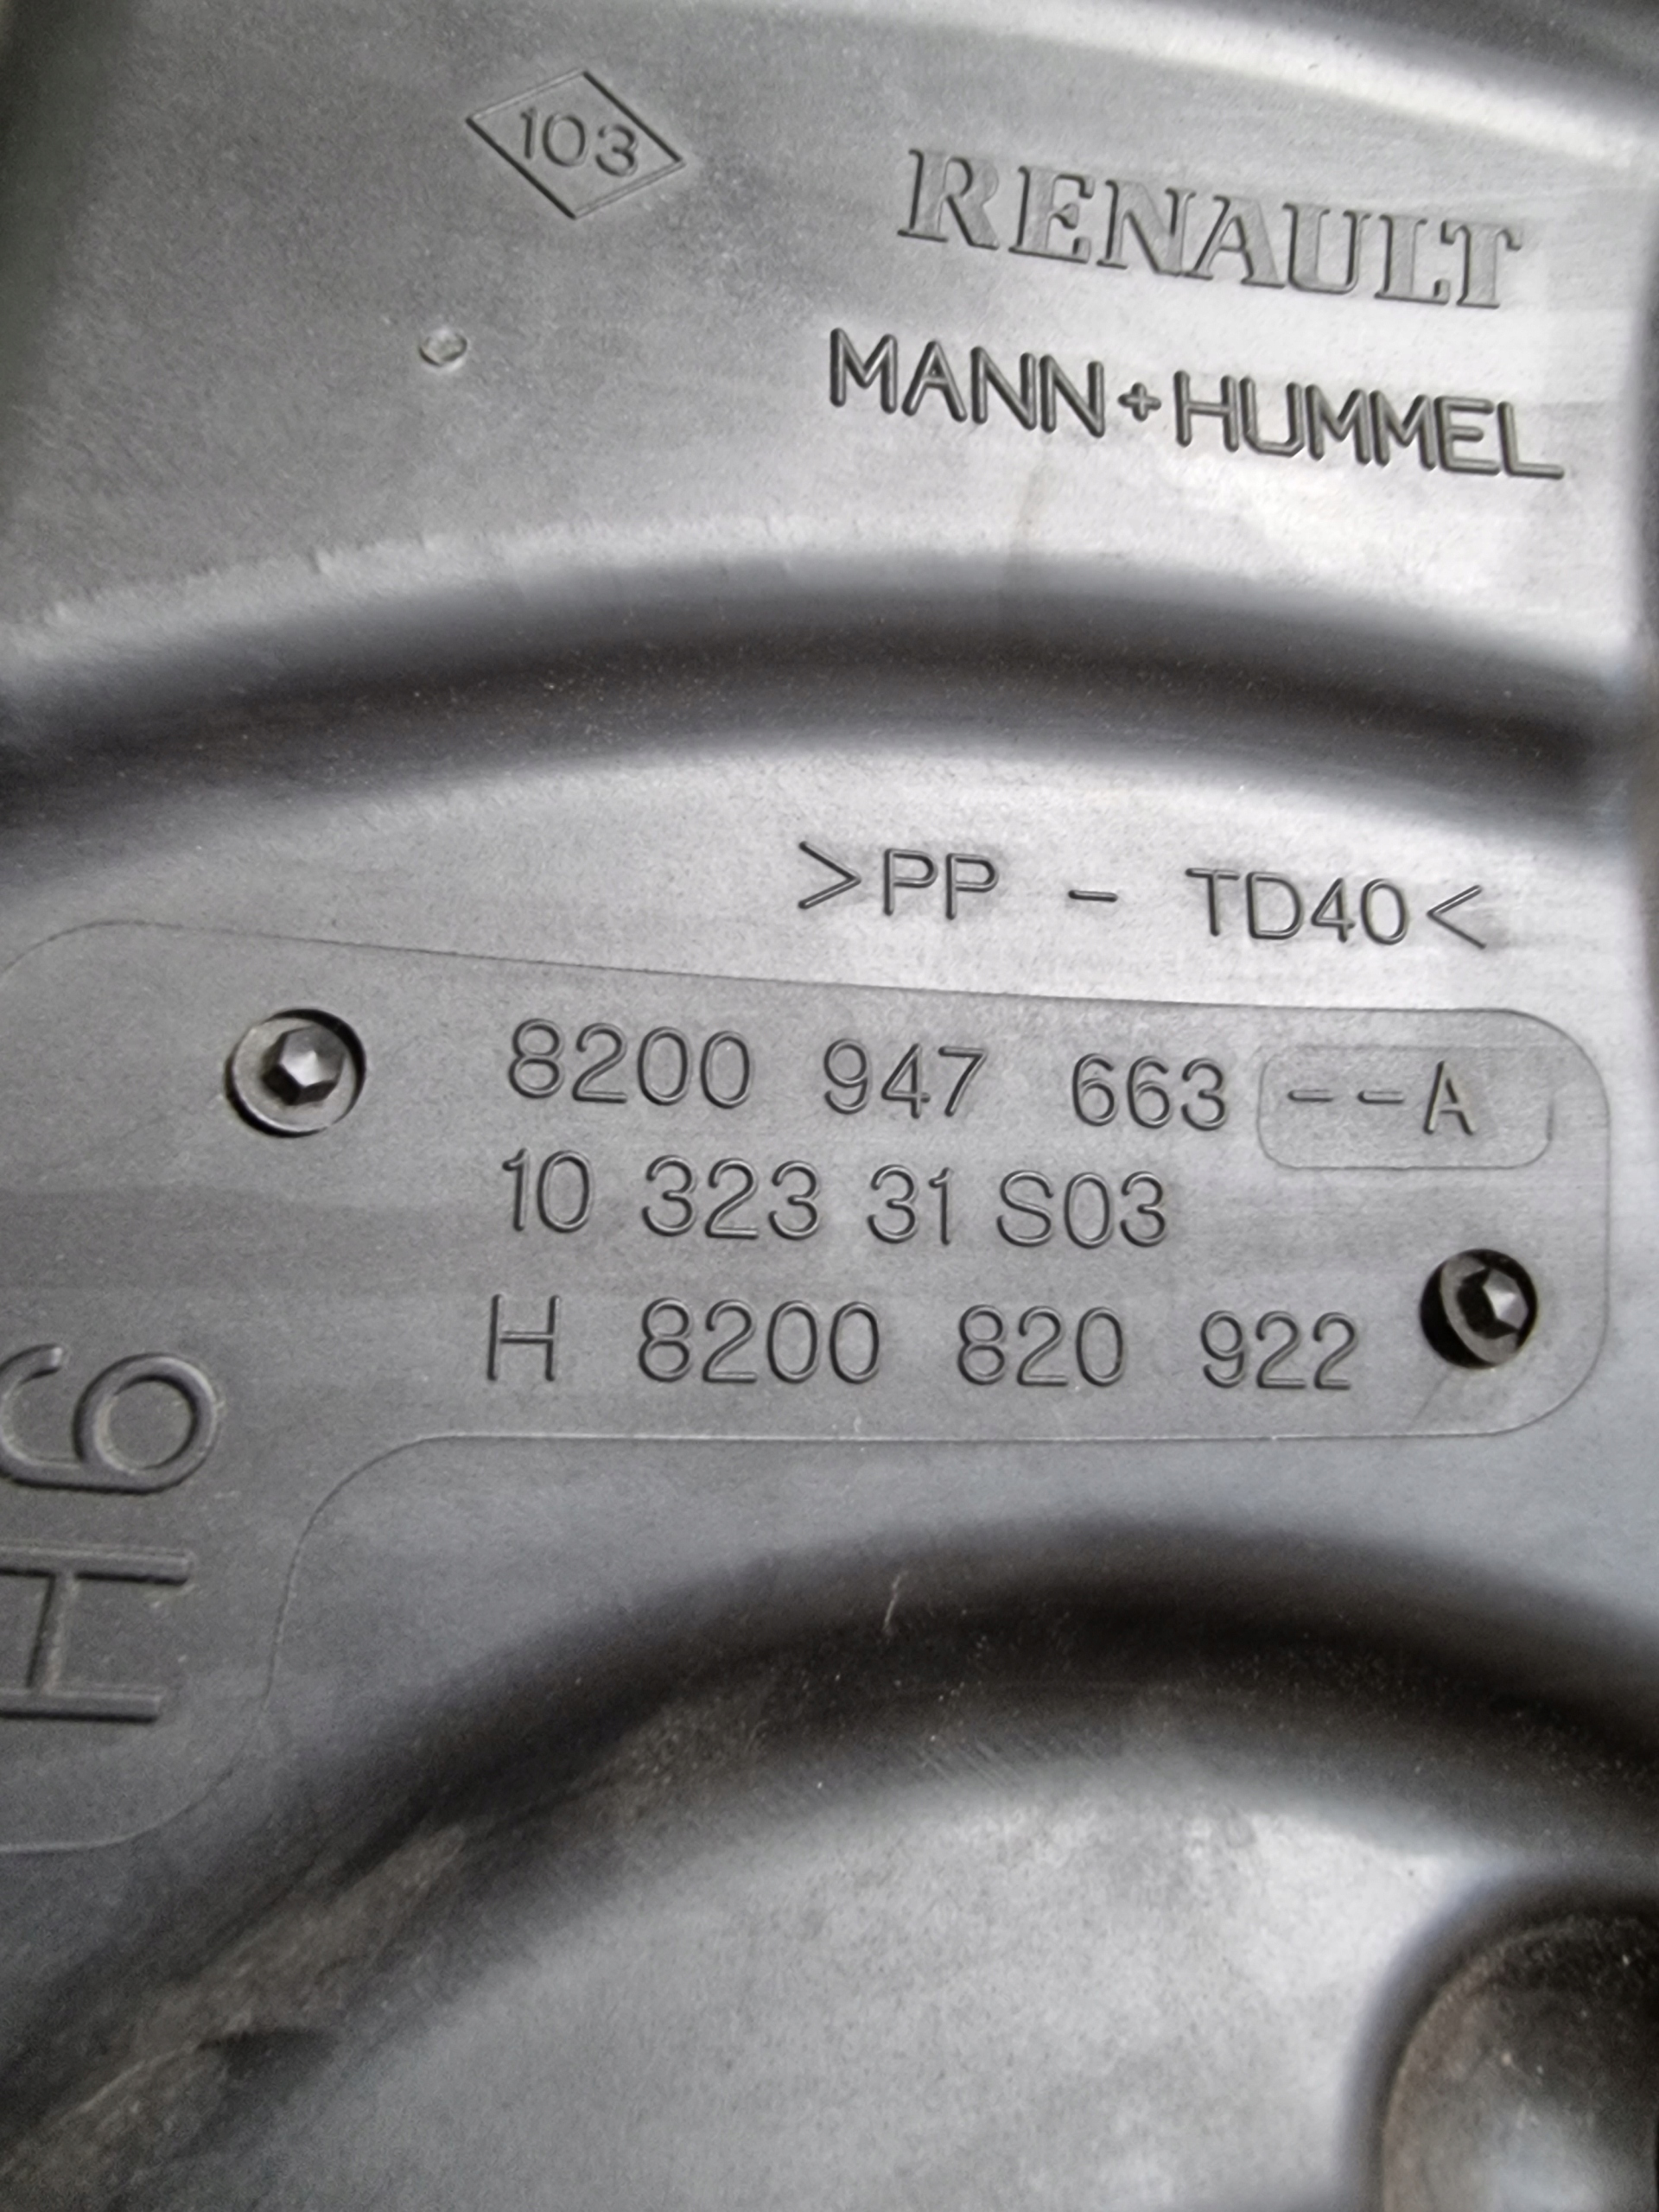 103
RENAULT
MANN+HUMMEL
>PP - TD40<
8200 947 663 --A
10 323 31 S03
H 8200 820 922
H6